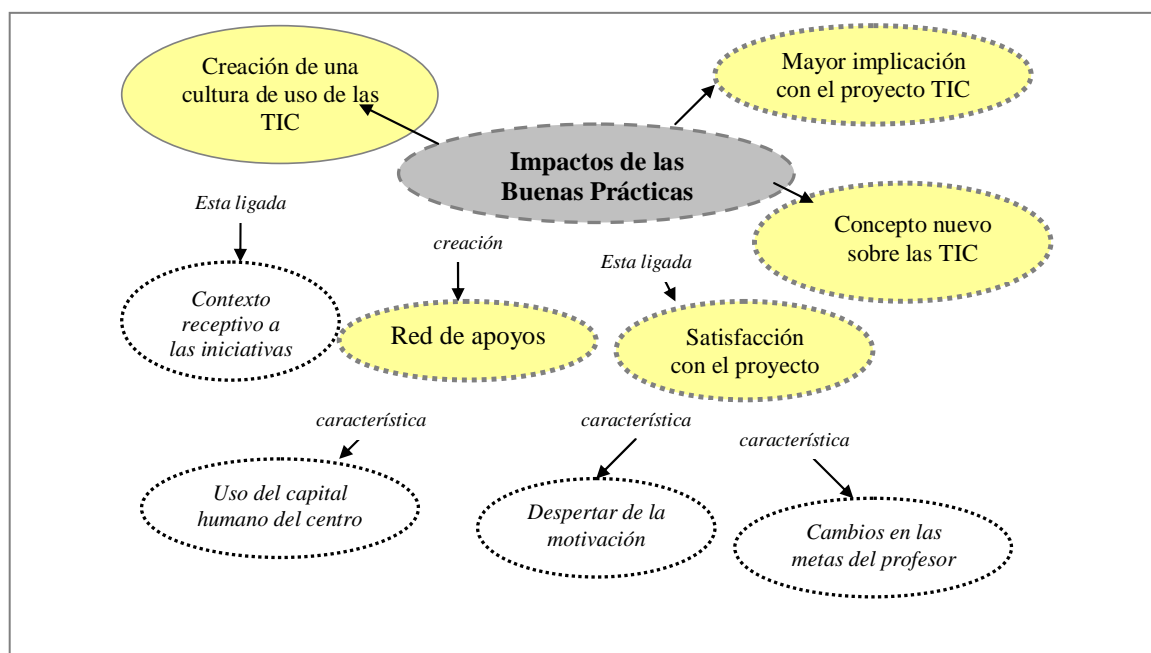 Creación de una
cultura de uso de las
TIC
Mayor implicación
con el proyecto TIC
Impactos de las
Buenas Prácticas
Esta ligada
Concepto nuevo
sobre las TIC
creación
Esta ligada
Contexto
receptivo a
las iniciativas
Red de apoyos
Satisfacción
con el proyecto
característica
característica
característica
Uso del capital
humano del centro
Despertar de la
motivación
Cambios en las
metas del profesor